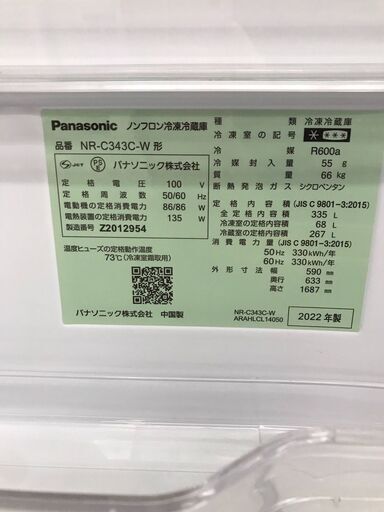 Panasonic ノンフロン冷凍冷蔵庫
品番 NR-C343C-W 形
JET PSE パナソニック株式会社
定格電圧 100 V
定格周波数 50/60 Hz
電動機の定格消費電力 86/86 W
電熱装置の定格消費電力 135 W
製造番号 Z2012954
温度ヒューズの定格動作温度
73℃(冷凍室霜取用)
パナソニック株式会社 中国製
種類 冷凍冷蔵庫
冷凍室の記号
冷媒 R600a
冷媒封入量 55 g
質量 66 kg
断熱発泡ガス シクロペンタン
定格内容積(JIS C 9801-3:2015)
全定格内容積 335 L
冷凍室の定格内容積 68 L
冷蔵室の定格内容積 267 L
消費電力量(JIS C 9801-3:2015)
50 Hz 330 kWh/年
60 Hz 330 kWh/年
外形寸法 幅 590 mm
奥行 633 mm
高さ 1687 mm
NR-C343C-W
ARAHLCL14050
2022 年製